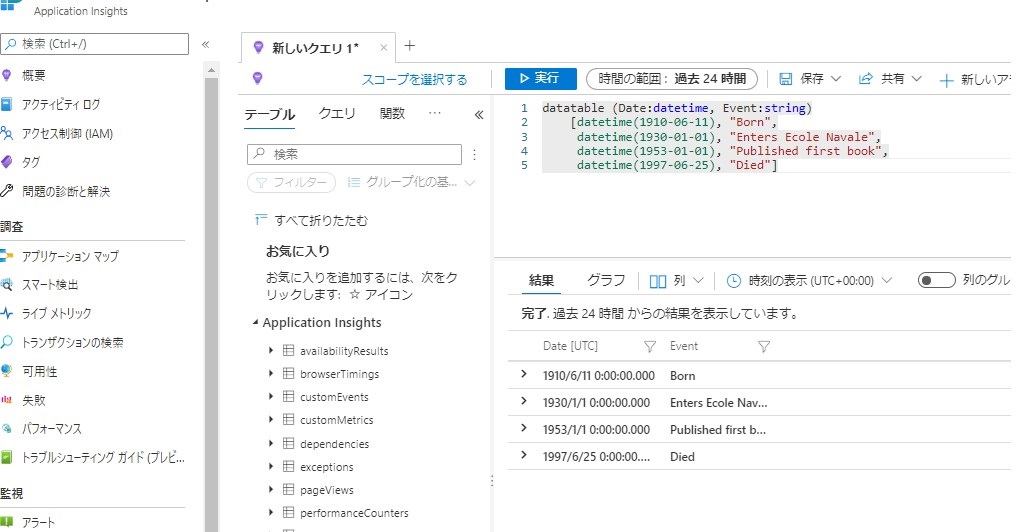 Application Insights
検索 (Ctrl+/)
«
概要
アクティビティ ログ
アクセス制御 (IAM)
タグ
問題の診断と解決
調査
アプリケーション マップ
スマート検出
ライブ メトリック
トランザクションの検索
可用性
失敗
パフォーマンス
トラブルシューティング ガイド (プレビ...
監視
アラート
新しいクエリ 1* × +
スコープを選択する
実行
時間の範囲 : 過去 24 時間
保存
共有
新しいアラ
テーブル クエリ 関数 ··· «
検索
フィルター
グループ化の基...
すべて折りたたむ
お気に入り
お気に入りを追加するには、次をク
リックします: ☆ アイコン
Application Insights
availabilityResults
browserTimings
customEvents
customMetrics
dependencies
exceptions
pageViews
performanceCounters
1 datatable (Date:datetime, Event:string)
2 [datetime(1910-06-11), "Born",
3 datetime(1930-01-01), "Enters Ecole Navale",
4 datetime(1953-01-01), "Published first book",
5 datetime(1997-06-25), "Died"]
結果 グラフ 列 時刻の表示 (UTC+00:00) 列のグル
完了. 過去 24 時間 からの結果を表示しています。
Date [UTC] Event
1910/6/11 0:00:00.000 Born
1930/1/1 0:00:00.000 Enters Ecole Nav...
1953/1/1 0:00:00.000 Published first b...
1997/6/25 0:00:00.... Died